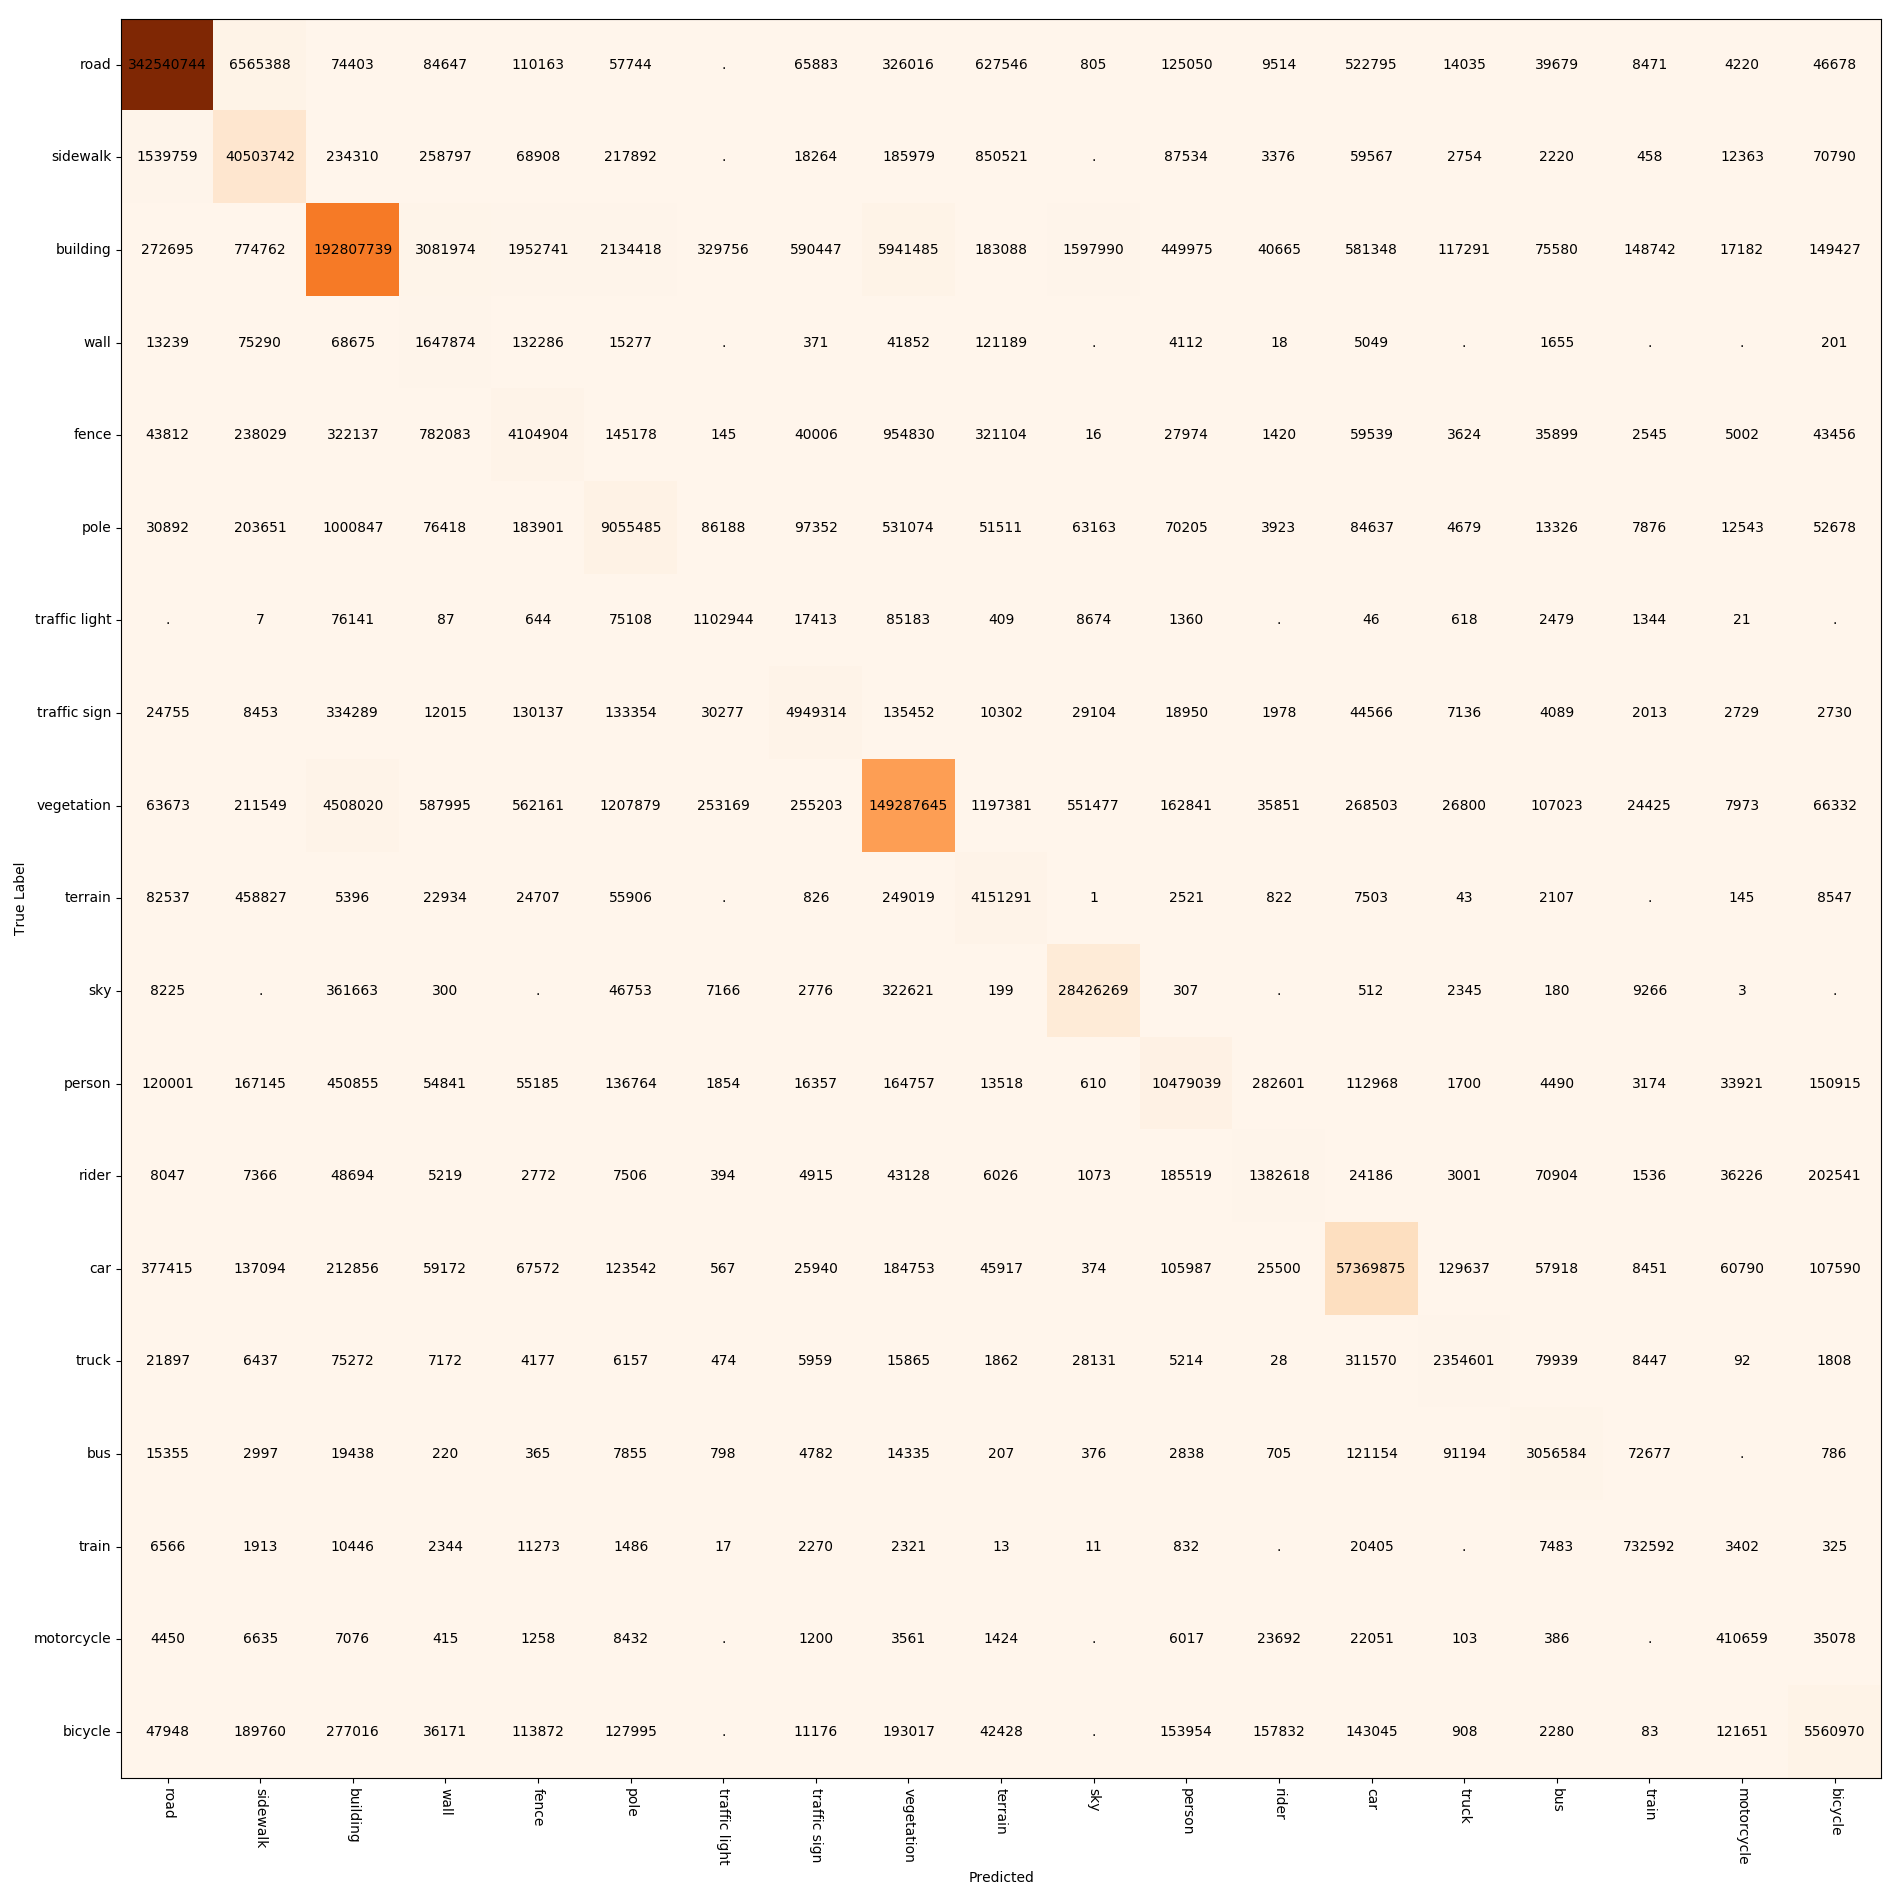 road 342540744 6565388 74403 84647 110163 57744 . 65883 326016 627546 805 125050 9514 522795 14035 39679 8471 4220 46678
sidewalk 1539759 40503742 234310 258797 68908 217892 . 18264 185979 850521 . 87534 3376 59567 2754 2220 458 12363 70790
building 272695 774762 192807739 3081974 1952741 2134418 329756 590447 5941485 183088 1597990 449975 40665 581348 117291 75580 148742 17182 149427
wall 13239 75290 68675 1647874 132286 15277 . 371 41852 121189 . 4112 18 5049 . 1655 . . 201
fence 43812 238029 322137 782083 4104904 145178 145 40006 954830 321104 16 27974 1420 59539 3624 35899 2545 5002 43456
pole 30892 203651 1000847 76418 183901 9055485 86188 97352 531074 51511 63163 70205 3923 84637 4679 13326 7876 12543 52678
traffic light . 7 76141 87 644 75108 1102944 17413 85183 409 8674 1360 . 46 618 2479 1344 21 .
traffic sign 24755 8453 334289 12015 130137 133354 30277 4949314 135452 10302 29104 18950 1978 44566 7136 4089 2013 2729 2730
vegetation 63673 211549 4508020 587995 562161 1207879 253169 255203 149287645 1197381 551477 162841 35851 268503 26800 107023 24425 7973 66332
terrain 82537 458827 5396 22934 24707 55906 . 826 249019 4151291 1 2521 822 7503 43 2107 . 145 8547
sky 8225 . 361663 300 . 46753 7166 2776 322621 199 28426269 307 . 512 2345 180 9266 3 .
person 120001 167145 450855 54841 55185 136764 1854 16357 164757 13518 610 10479039 282601 112968 1700 4490 3174 33921 150915
rider 8047 7366 48694 5219 2772 7506 394 4915 43128 6026 1073 185519 1382618 24186 3001 70904 1536 36226 202541
car 377415 137094 212856 59172 67572 123542 567 25940 184753 45917 374 105987 25500 57369875 129637 57918 8451 60790 107590
truck 21897 6437 75272 7172 4177 6157 474 5959 15865 1862 28131 5214 28 311570 2354601 79939 8447 92 1808
bus 15355 2997 19438 220 365 7855 798 4782 14335 207 376 2838 705 121154 91194 3056584 72677 . 786
train 6566 1913 10446 2344 11273 1486 17 2270 2321 13 11 832 . 20405 . 7483 732592 3402 325
motorcycle 4450 6635 7076 415 1258 8432 . 1200 3561 1424 . 6017 23692 22051 103 386 . 410659 35078
bicycle 47948 189760 277016 36171 113872 127995 . 11176 193017 42428 . 153954 157832 143045 908 2280 83 121651 5560970
True Label
road sidewalk building wall fence pole traffic light traffic sign vegetation terrain sky person rider car truck bus train motorcycle bicycle
Predicted